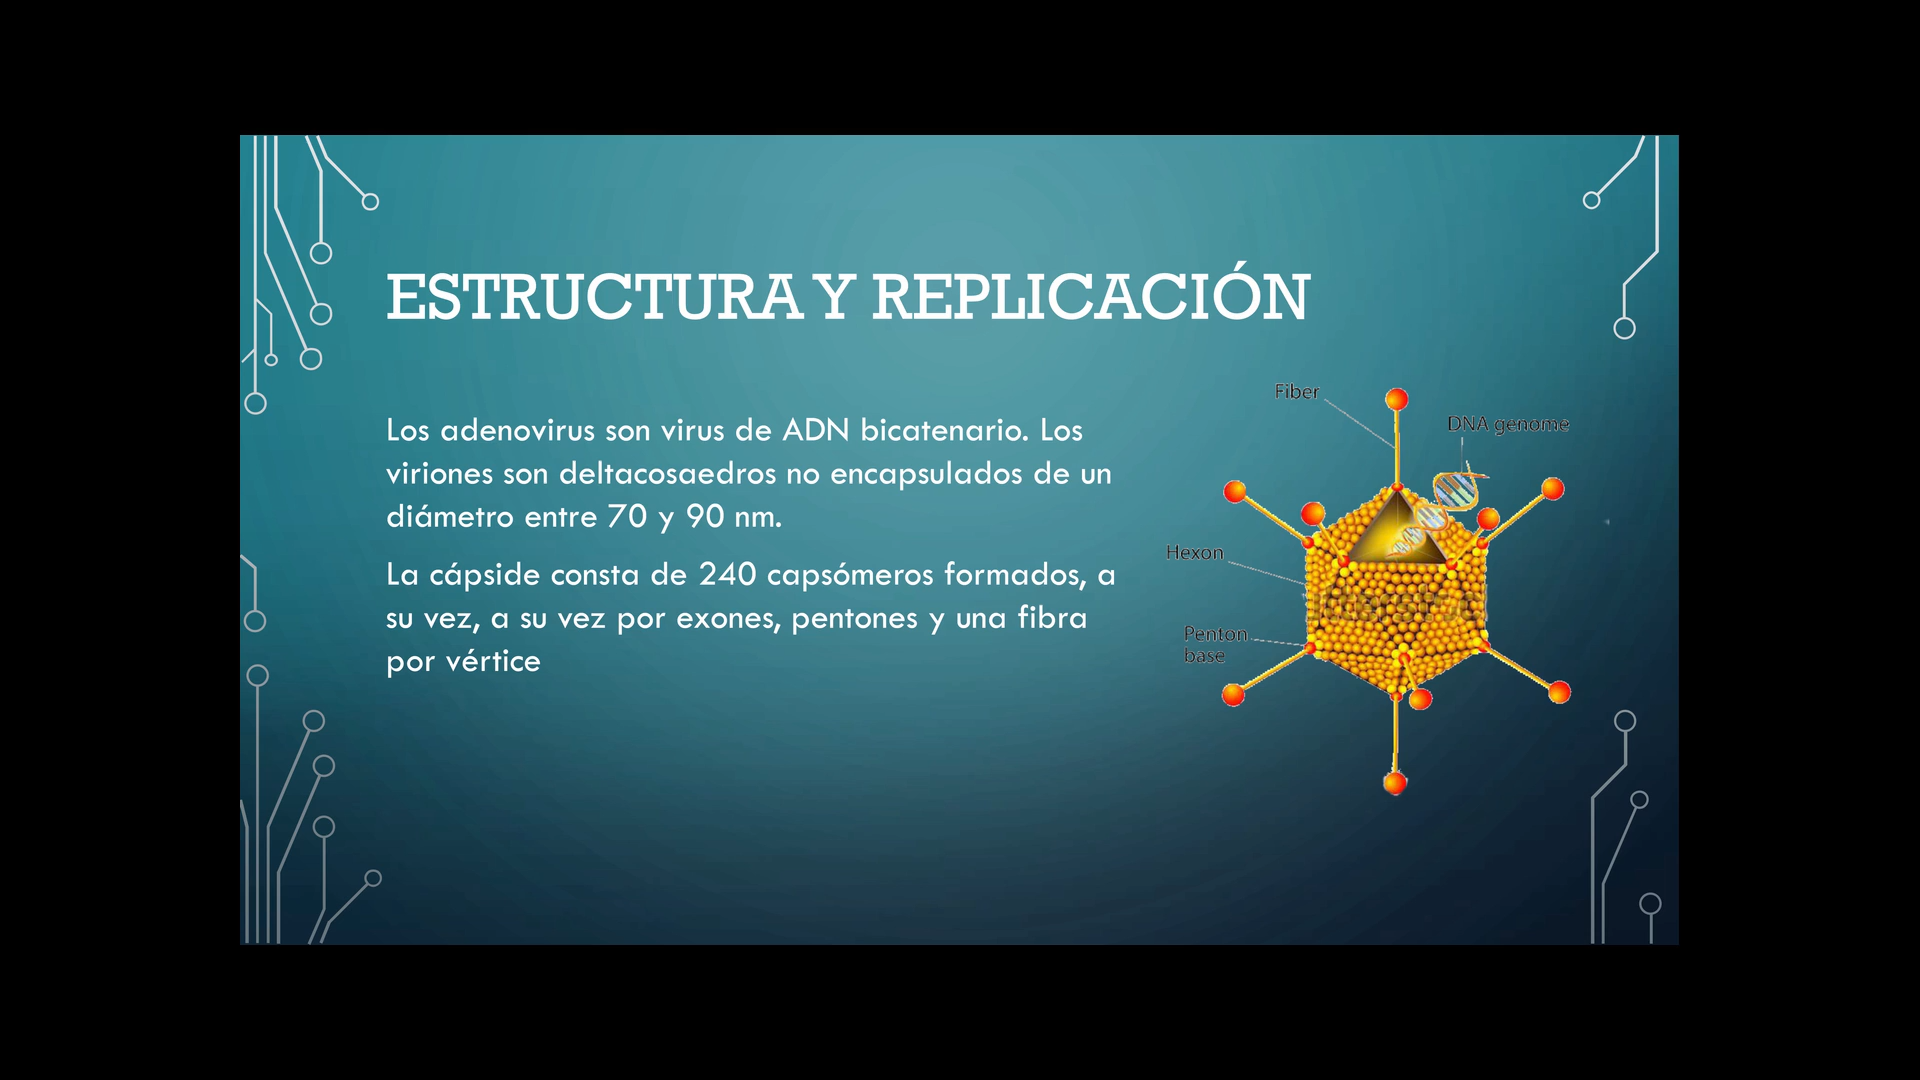 ESTRUCTURA Y REPLICACIÓN
Los adenovirus son virus de ADN bicatenario. Los
viriones son deltacosaedros no encapsulados de un
diámetro entre 70 y 90 nm.
La cápside consta de 240 capsómeros formados, a
su vez, a su vez por exones, pentones y una fibra
por vértice
Fiber
DNA genome
Hexon
Penton
base